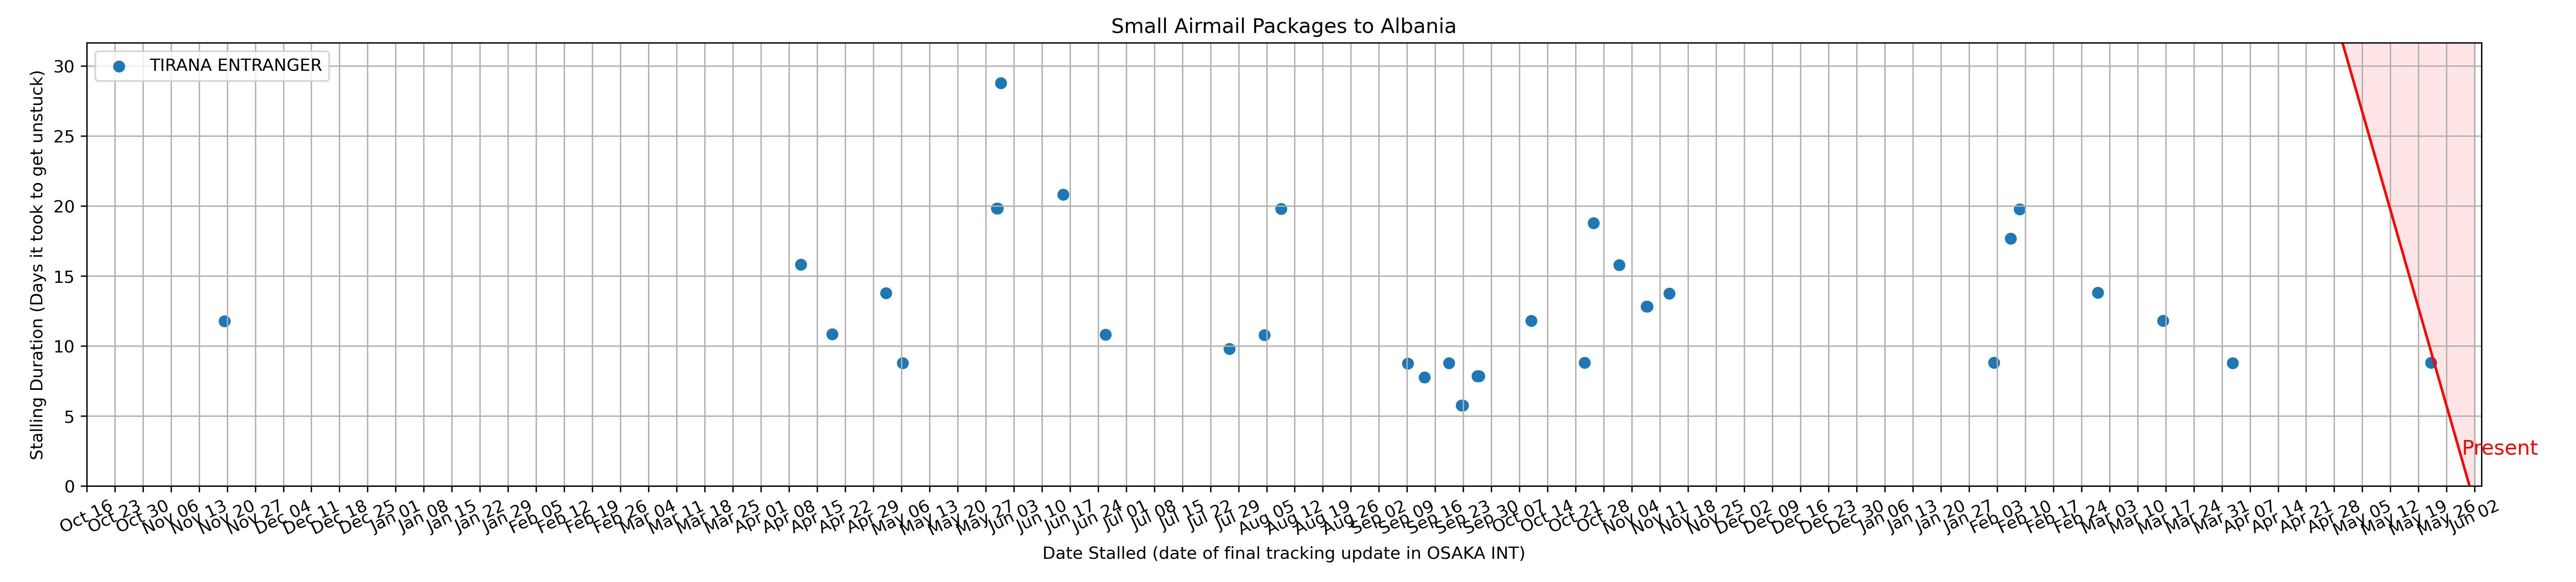 Small Airmail Packages to Albania
TIRANA ENTRANGER
Stalling Duration (Days it took to get unstuck)
30
25
20
15
10
5
0
Present
Oct 16
Oct 23
Oct 30
Nov 06
Nov 13
Nov 20
Nov 27
Dec 04
Dec 11
Dec 18
Dec 25
Jan 01
Jan 08
Jan 15
Jan 22
Jan 29
Feb 05
Feb 12
Feb 19
Feb 26
Mar 04
Mar 11
Mar 18
Mar 25
Apr 01
Apr 08
Apr 15
Apr 22
Apr 29
May 06
May 13
May 20
May 27
Jun 03
Jun 10
Jun 17
Jun 24
Jul 01
Jul 08
Jul 15
Jul 22
Jul 29
Aug 05
Aug 12
Aug 19
Aug 26
Sep 02
Sep 09
Sep 16
Sep 23
Sep 30
Oct 07
Oct 14
Oct 21
Oct 28
Nov 04
Nov 11
Nov 18
Nov 25
Dec 02
Dec 09
Dec 16
Dec 23
Dec 30
Jan 06
Jan 13
Jan 20
Jan 27
Feb 03
Feb 10
Feb 17
Feb 24
Mar 03
Mar 10
Mar 17
Mar 24
Mar 31
Apr 07
Apr 14
Apr 21
Apr 28
May 05
May 12
May 19
May 26
Jun 02
Date Stalled (date of final tracking update in OSAKA INT)